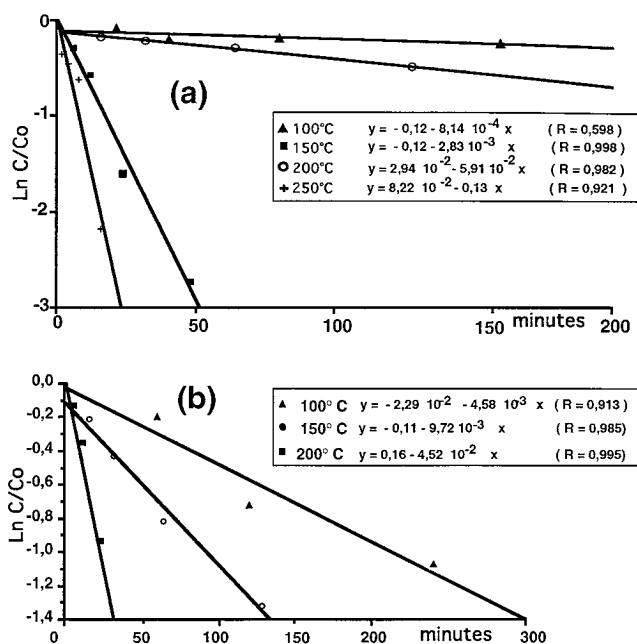 0
-1
-2
-3
Ln C/Co
(a)
▲ 100°C y = - 0,12 - 8,14 10⁻⁴ x ( R = 0,598)
■ 150°C y = - 0,12 - 2,83 10⁻³ x ( R = 0,998)
○ 200°C y = 2,94 10⁻² - 5,91 10⁻² x ( R = 0,982)
+ 250°C y = 8,22 10⁻² - 0,13 x ( R = 0,921)
0 50 100 150 minutes 200
0,0
-0,2
-0,4
-0,6
-0,8
-1,0
-1,2
-1,4
Ln C/Co
(b)
▲ 100° C y = - 2,29 10⁻² - 4,58 10⁻³ x ( R = 0,913)
● 150° C y = - 0,11 - 9,72 10⁻³ x ( R = 0,985)
■ 200° C y = 0,16 - 4,52 10⁻² x ( R = 0,995)
0 50 100 150 200 minutes 300